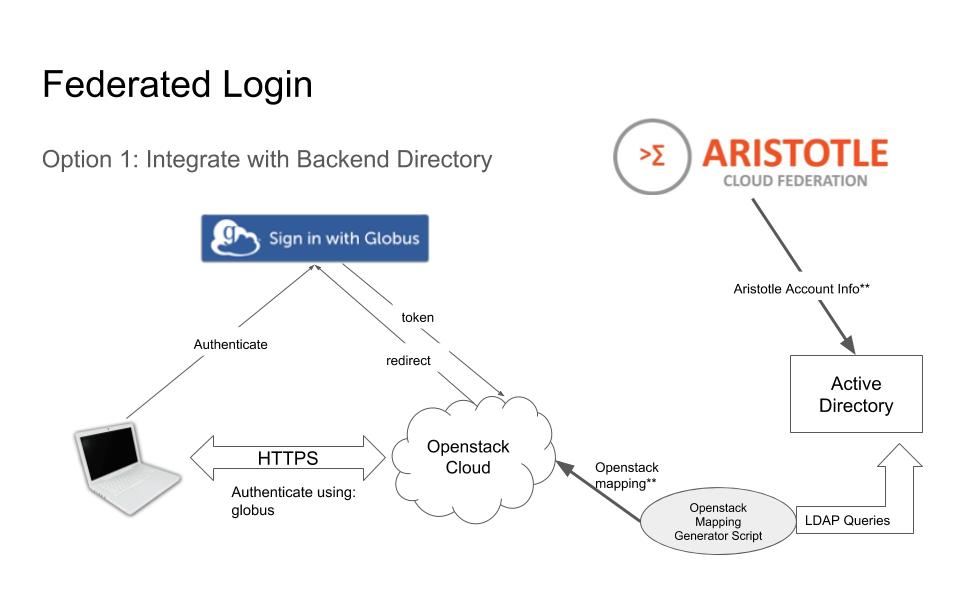 Federated Login
Option 1: Integrate with Backend Directory
>Σ ARISTOTLE
CLOUD FEDERATION
g Sign in with Globus
Aristotle Account Info**
token
Authenticate
redirect
Active
Directory
Openstack
Cloud
HTTPS
Authenticate using:
globus
Openstack
mapping**
Openstack
Mapping
Generator Script
LDAP Queries